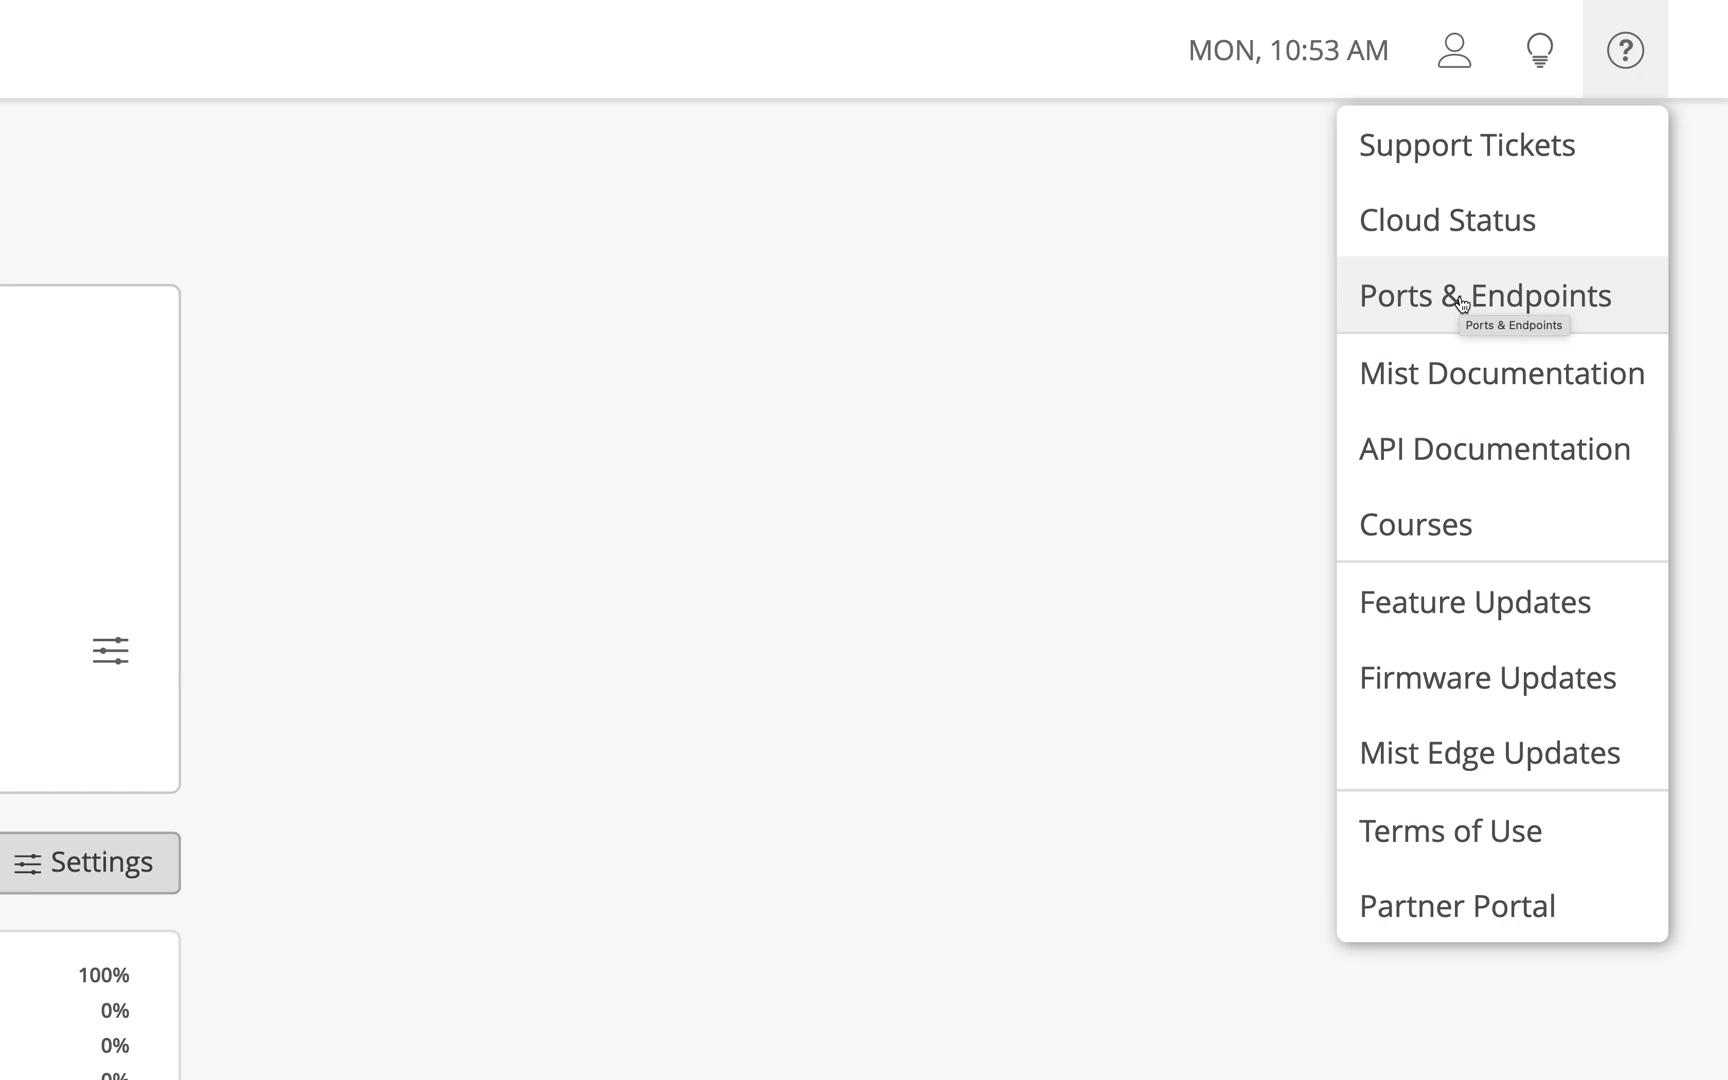 MON, 10:53 AM
?
Support Tickets
Cloud Status
Ports & Endpoints
Ports & Endpoints
Mist Documentation
API Documentation
Courses
Feature Updates
Firmware Updates
Mist Edge Updates
Terms of Use
Partner Portal
Settings
100%
0%
0%
0%